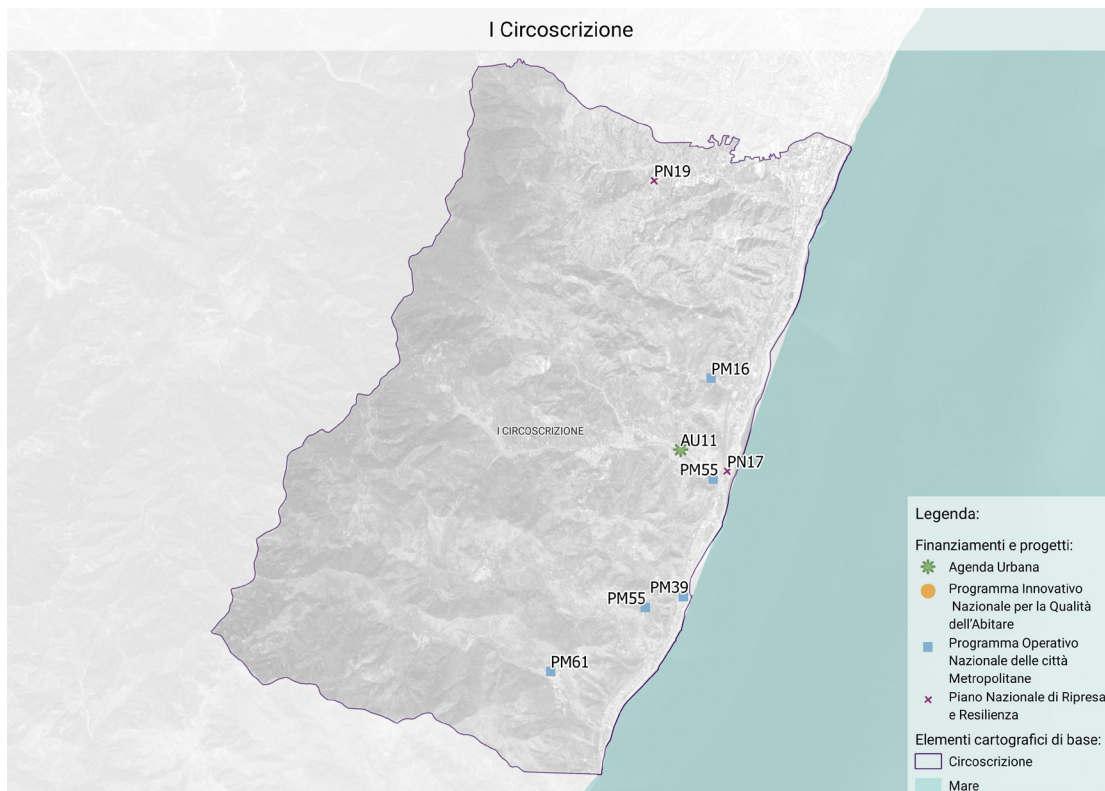 I Circoscrizione
PN19
PM16
I CIRCOSCRIZIONE
AU11
PN17
PM55
PM39
PM55
PM61
Legenda:
Finanziamenti e progetti:
Agenda Urbana
Programma Innovativo
Nazionale per la Qualità
dell'Abitare
Programma Operativo
Nazionale delle città
Metropolitane
Piano Nazionale di Ripresa
e Resilienza
Elementi cartografici di base:
Circoscrizione
Mare